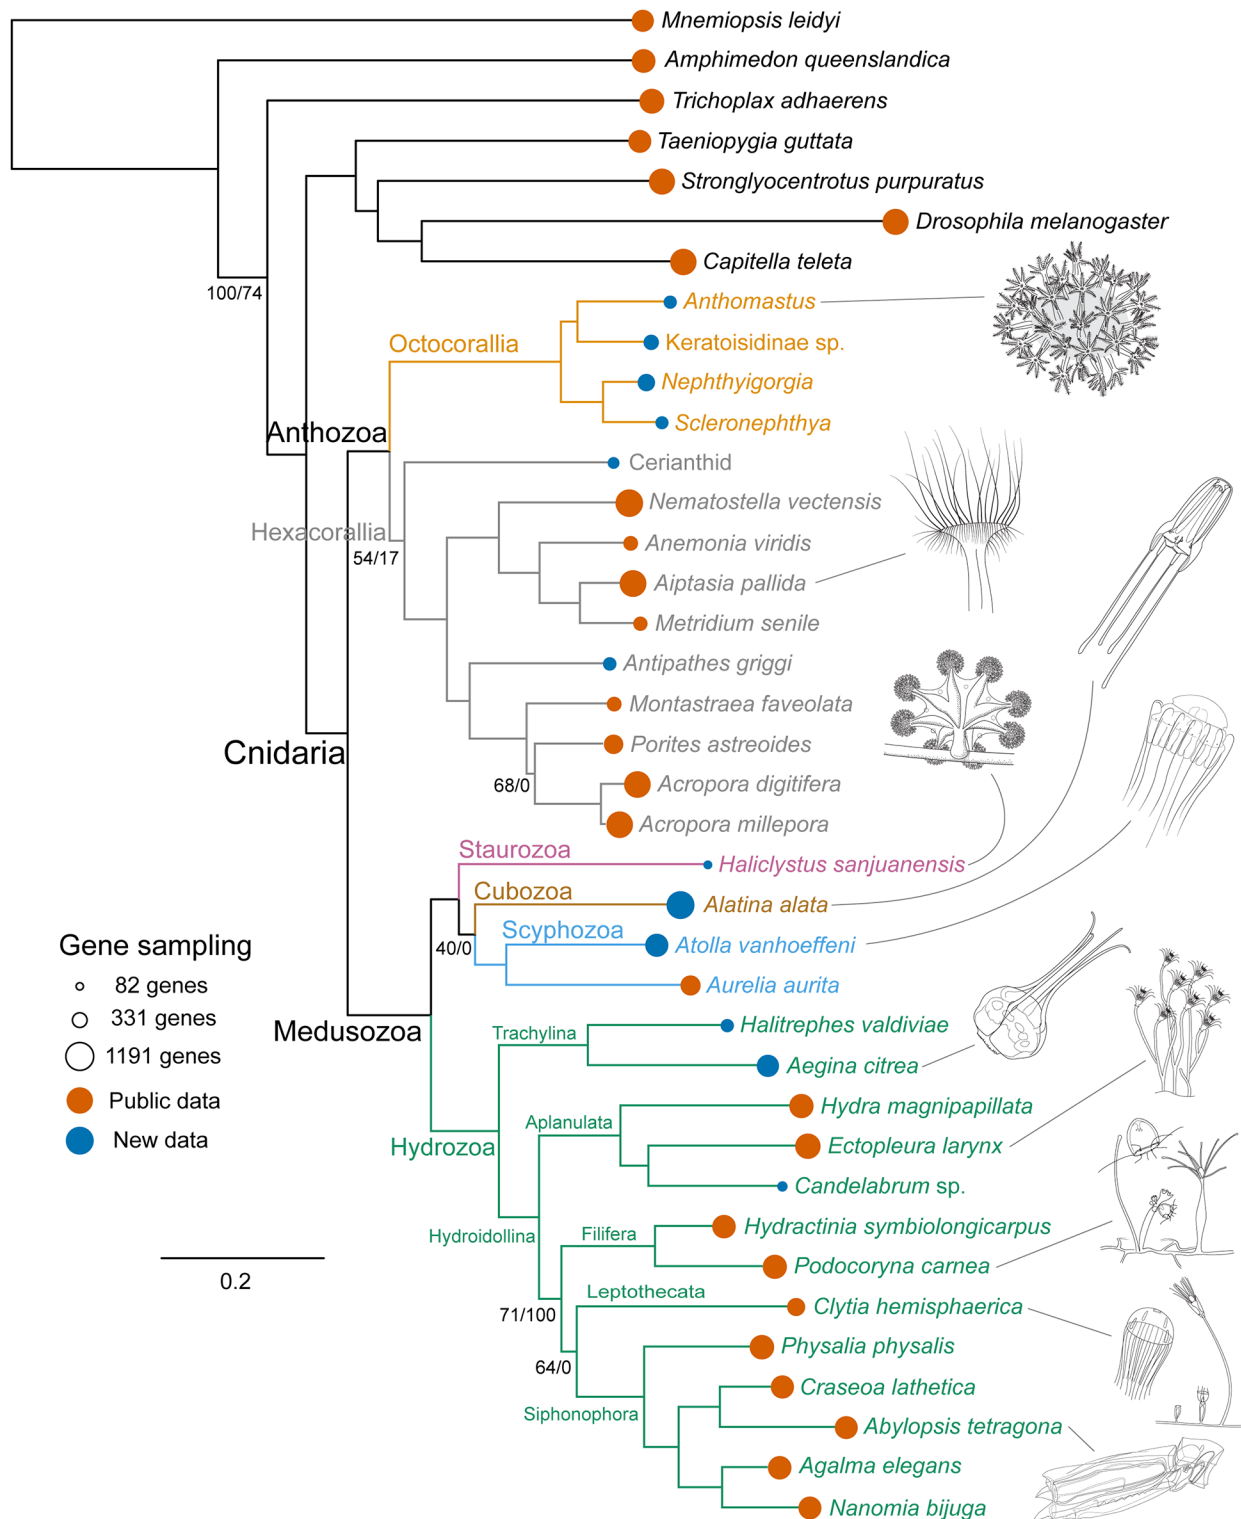 Mnemiopsis leidyi
Amphimedon queenslandica
Trichoplax adhaerens
Taeniopygia guttata
Stronglyocentrotus purpuratus
Drosophila melanogaster
Capitella teleta
100/74
Anthomastus
Octocorallia
Keratoisidinae sp.
Nephthyigorgia
Scleronephthya
Anthozoa
Cerianthid
Nematostella vectensis
Hexacorallia
Anemonia viridis
54/17
Aiptasia pallida
Metridium senile
Antipathes griggi
Montastraea faveolata
Porites astreoides
Cnidaria
68/0
Acropora digitifera
Acropora millepora
Staurozoa
Haliclystus sanjuanensis
Cubozoa
Alatina alata
Scyphozoa
40/0
Atolla vanhoeffeni
Aurelia aurita
Gene sampling
82 genes
331 genes
1191 genes
Public data
New data
Medusozoa
Trachylina
Halitrephes valdiviae
Aegina citrea
Hydra magnipapillata
Aplanulata
Hydrozoa
Ectopleura larynx
Candelabrum sp.
Hydroidollina
Filifera
Hydractinia symbiolongicarpus
Podocoryna carnea
0.2
Leptothecata
71/100
Clytia hemisphaerica
64/0
Physalia physalis
Craseoa lathetica
Siphonophora
Abylopsis tetragona
Agalma elegans
Nanomia bijuga